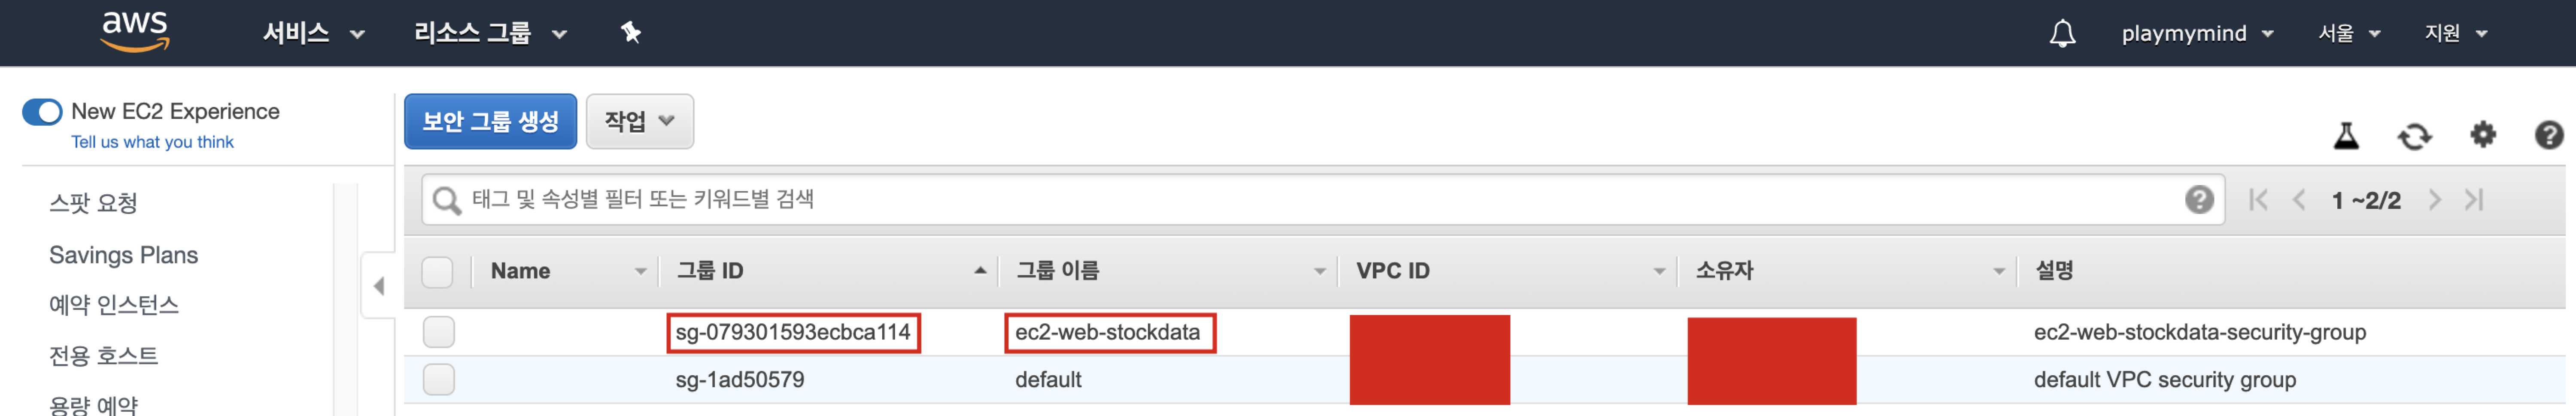 aws 서비스 리소스 그룹 playmymind 서울 지원
New EC2 Experience
Tell us what you think
보안 그룹 생성 작업
스팟 요청
Savings Plans
예약 인스턴스
전용 호스트
용량 예약
태그 및 속성별 필터 또는 키워드별 검색 1 ~2/2
Name 그룹 ID 그룹 이름 VPC ID 소유자 설명
sg-079301593ecbca114 ec2-web-stockdata ec2-web-stockdata-security-group
sg-1ad50579 default default VPC security group